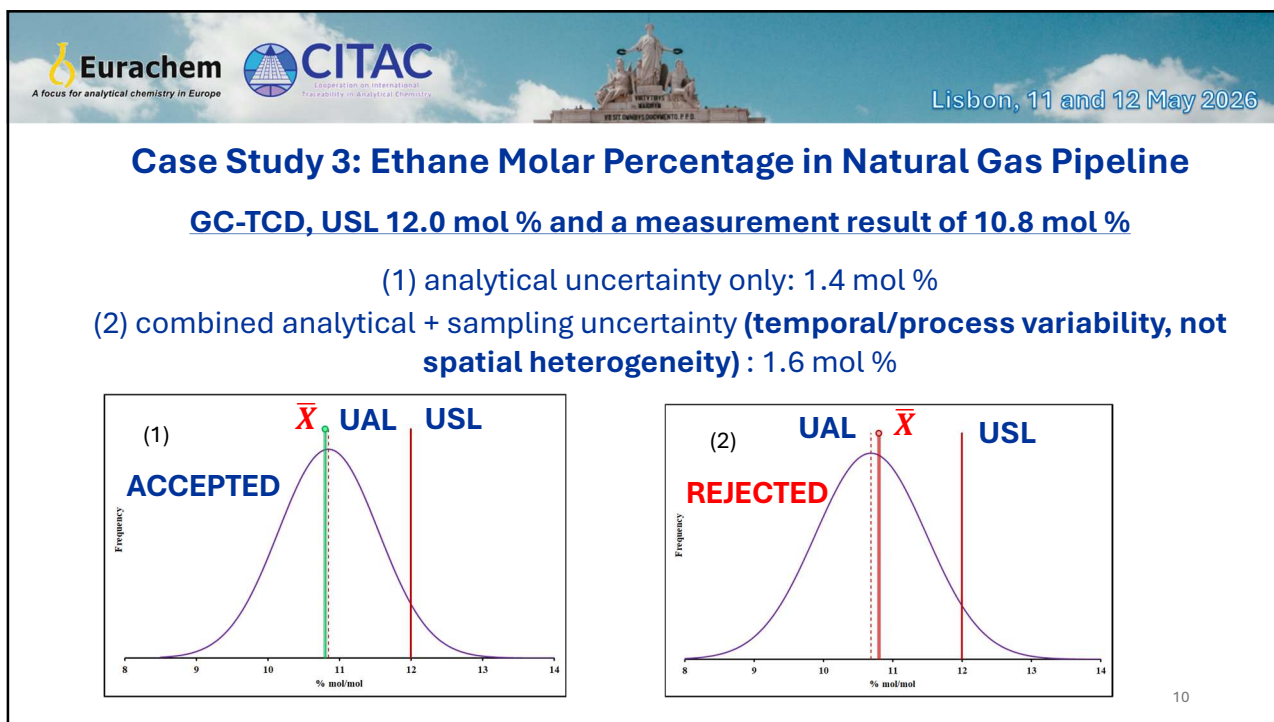 Eurachem
A focus for analytical chemistry in Europe
CITAC
Cooperation on International
Traceability in Analytical Chemistry
Lisbon, 11 and 12 May 2026
Case Study 3: Ethane Molar Percentage in Natural Gas Pipeline
GC-TCD, USL 12.0 mol % and a measurement result of 10.8 mol %
(1) analytical uncertainty only: 1.4 mol %
(2) combined analytical + sampling uncertainty (temporal/process variability, not
spatial heterogeneity) : 1.6 mol %
(1)
X̅ UAL USL
ACCEPTED
Frequency
8 9 10 11 12 13 14
% mol/mol
(2)
UAL X̅ USL
REJECTED
Frequency
8 9 10 11 12 13 14
% mol/mol
10